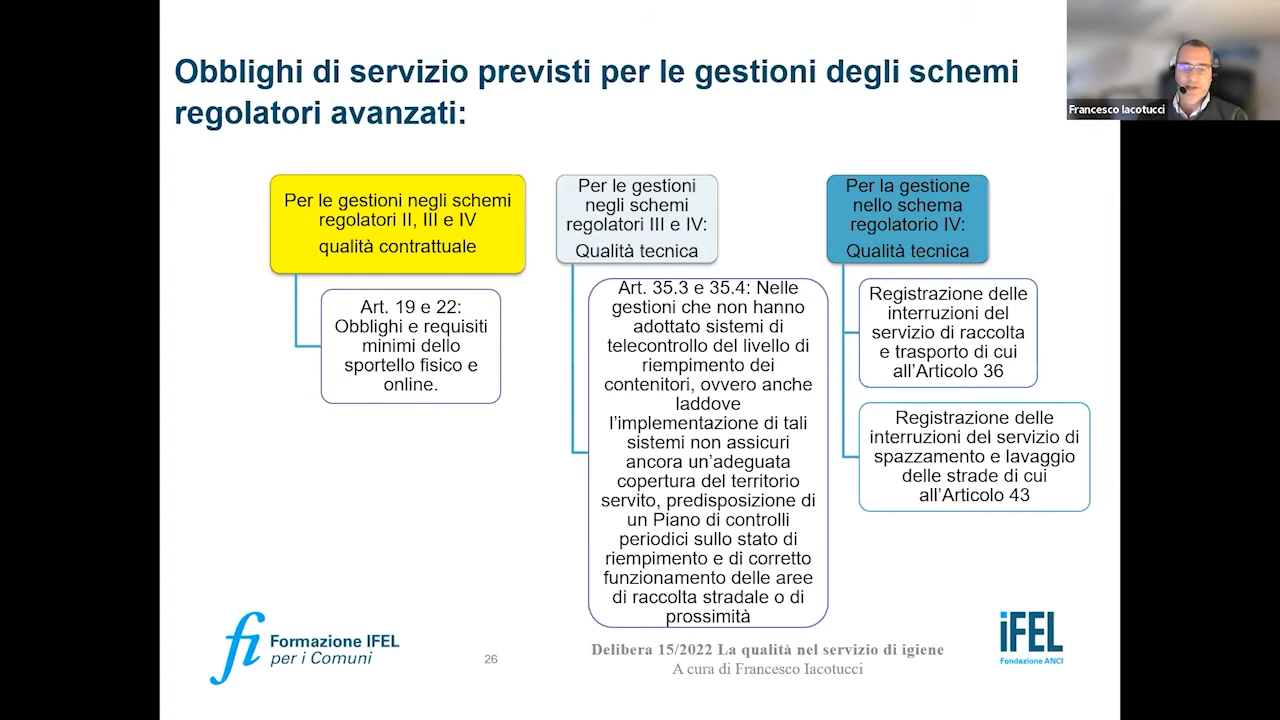 Obblighi di servizio previsti per le gestioni degli schemi
regolatori avanzati:
Francesco Iacotucci
Per le gestioni negli schemi
regolatori II, III e IV
qualità contrattuale
Art. 19 e 22:
Obblighi e requisiti
minimi dello
sportello fisico e
online.
Per le gestioni
negli schemi
regolatori III e IV:
Qualità tecnica
Art. 35.3 e 35.4: Nelle
gestioni che non hanno
adottato sistemi di
telecontrollo del livello di
riempimento dei
contenitori, ovvero anche
laddove
l’implementazione di tali
sistemi non assicuri
ancora un’adeguata
copertura del territorio
servito, predisposizione di
un Piano di controlli
periodici sullo stato di
riempimento e di corretto
funzionamento delle aree
di raccolta stradale o di
prossimità
Per la gestione
nello schema
regolatorio IV:
Qualità tecnica
Registrazione delle
interruzioni del
servizio di raccolta
e trasporto di cui
all’Articolo 36
Registrazione delle
interruzioni del servizio di
spazzamento e lavaggio
delle strade di cui
all’Articolo 43
fi
Formazione IFEL
per i Comuni
26
Delibera 15/2022 La qualità nel servizio di igiene
A cura di Francesco Iacotucci
iFEL
Fondazione ANCI